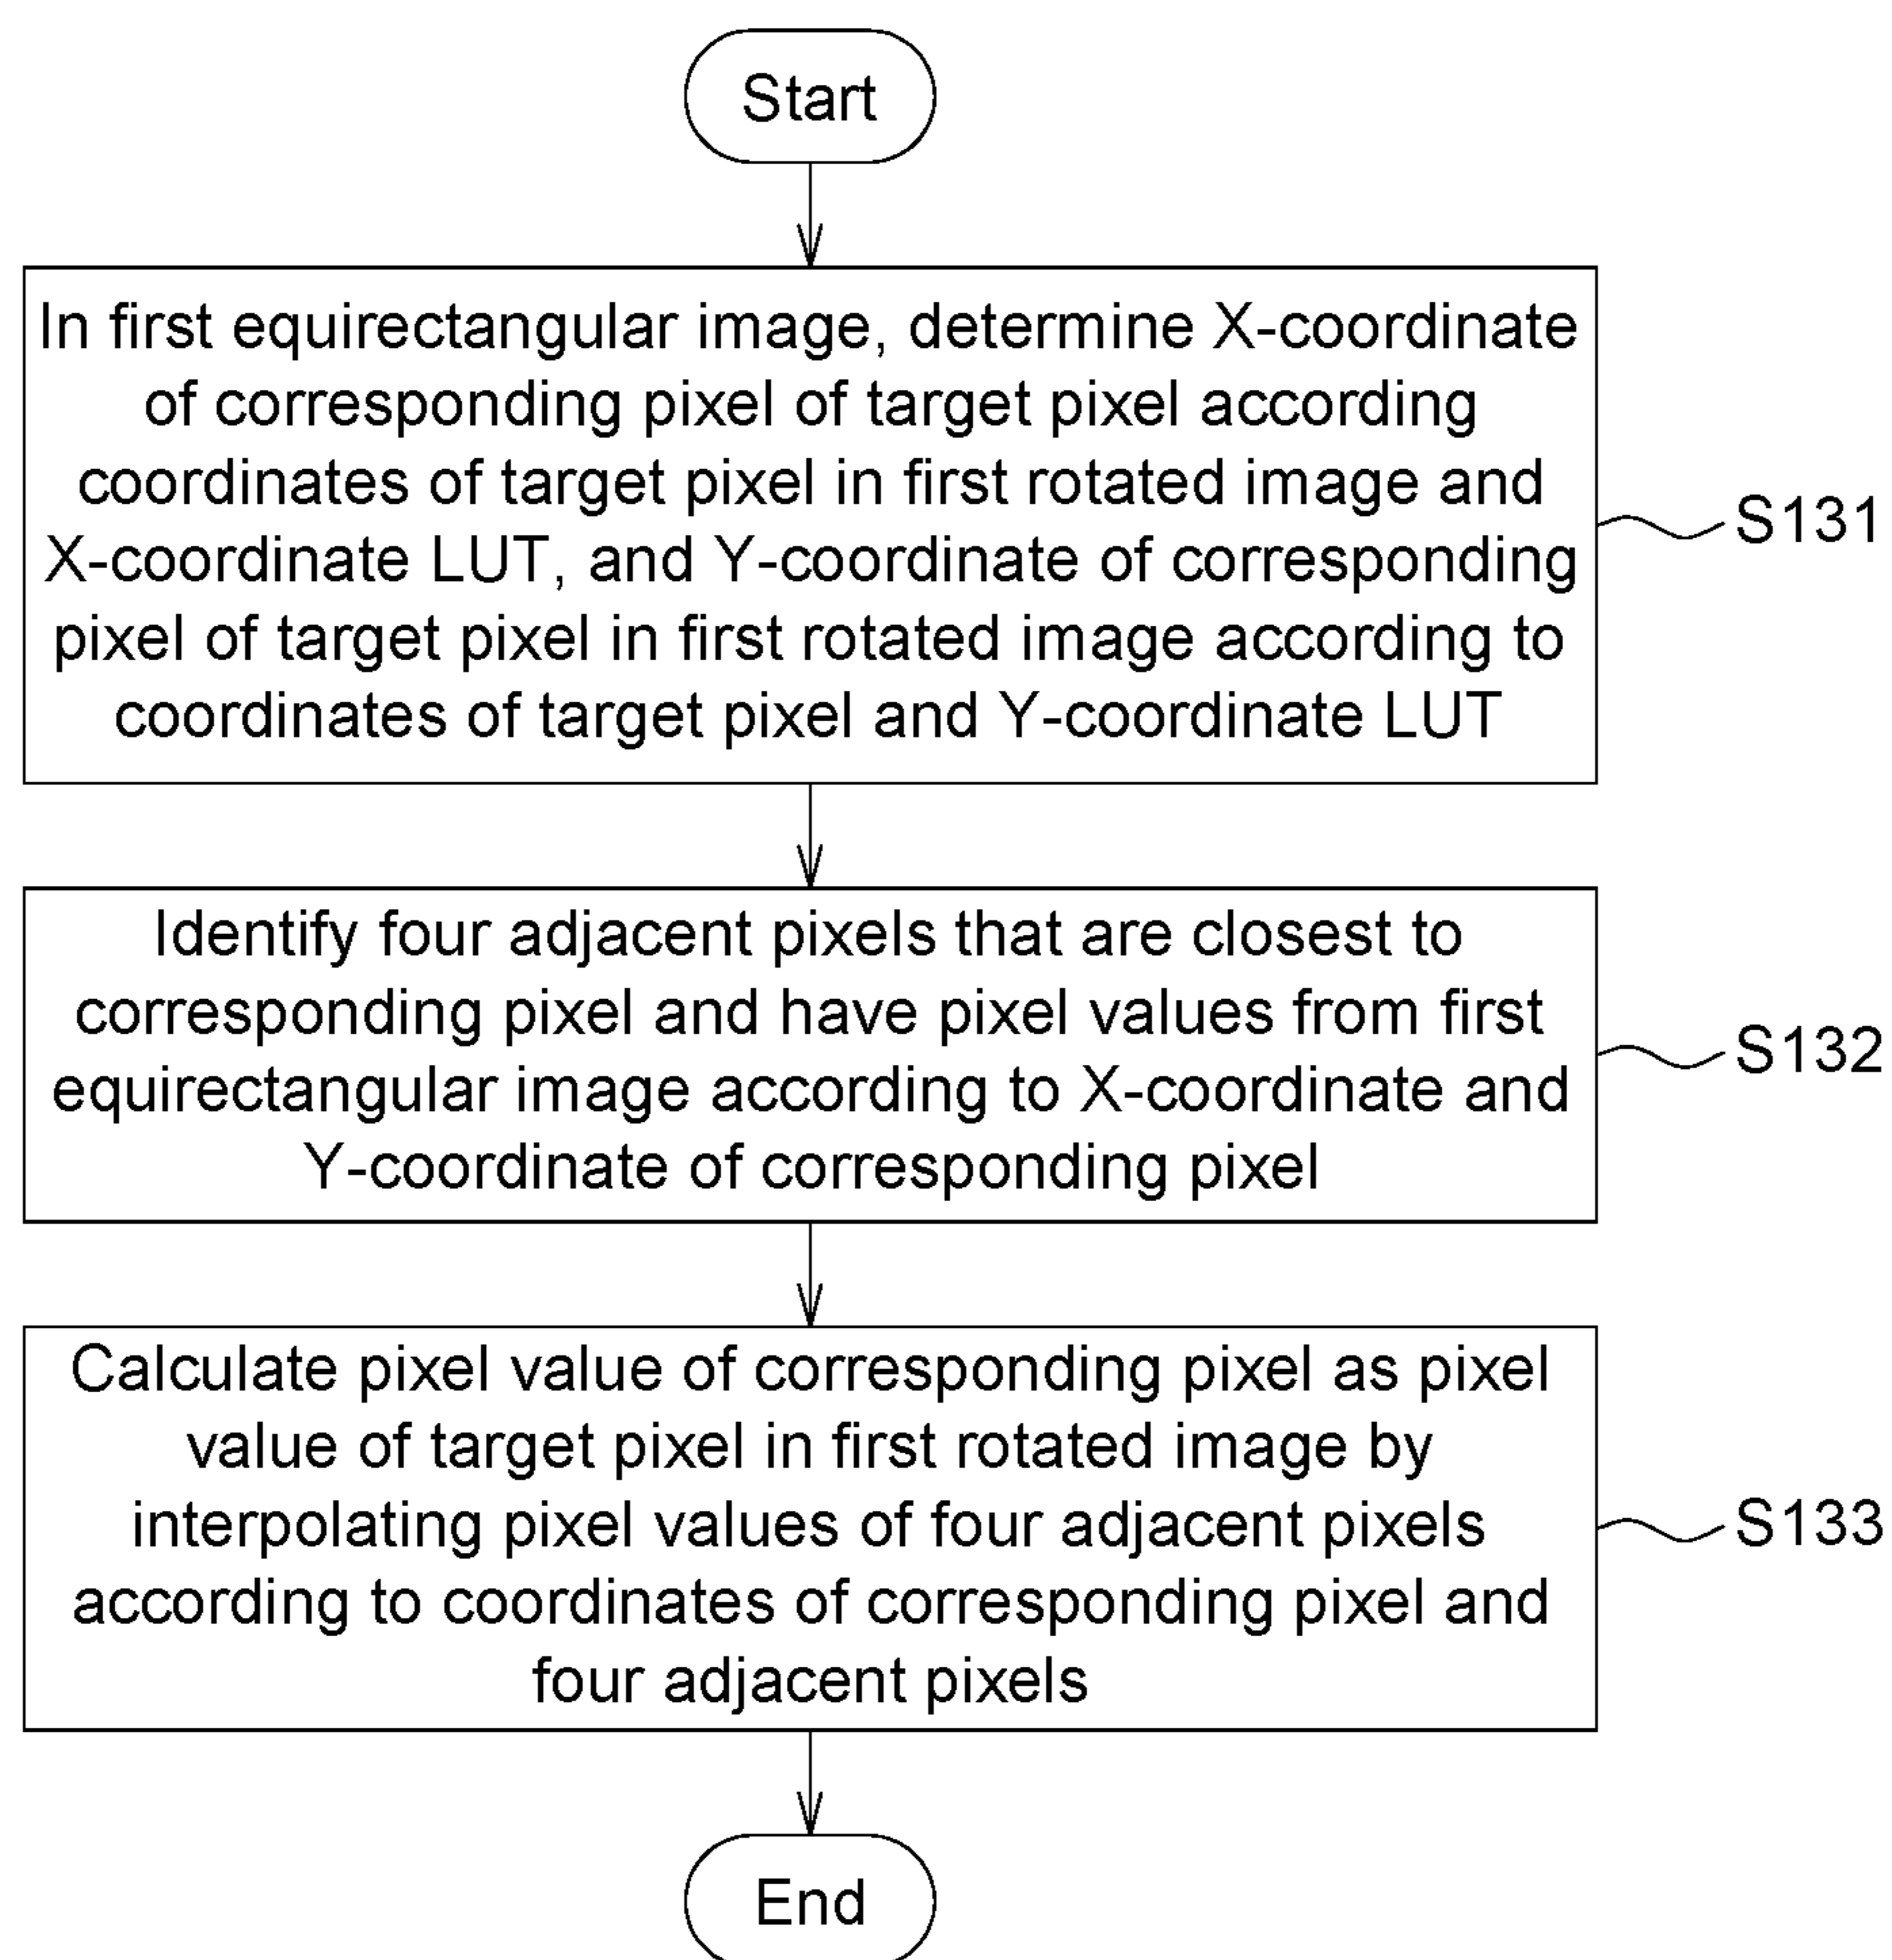 Start
In first equirectangular image, determine X-coordinate
of corresponding pixel of target pixel according
coordinates of target pixel in first rotated image and
X-coordinate LUT, and Y-coordinate of corresponding
pixel of target pixel in first rotated image according to
coordinates of target pixel and Y-coordinate LUT
S131
Identify four adjacent pixels that are closest to
corresponding pixel and have pixel values from first
equirectangular image according to X-coordinate and
Y-coordinate of corresponding pixel
S132
Calculate pixel value of corresponding pixel as pixel
value of target pixel in first rotated image by
interpolating pixel values of four adjacent pixels
according to coordinates of corresponding pixel and
four adjacent pixels
S133
End